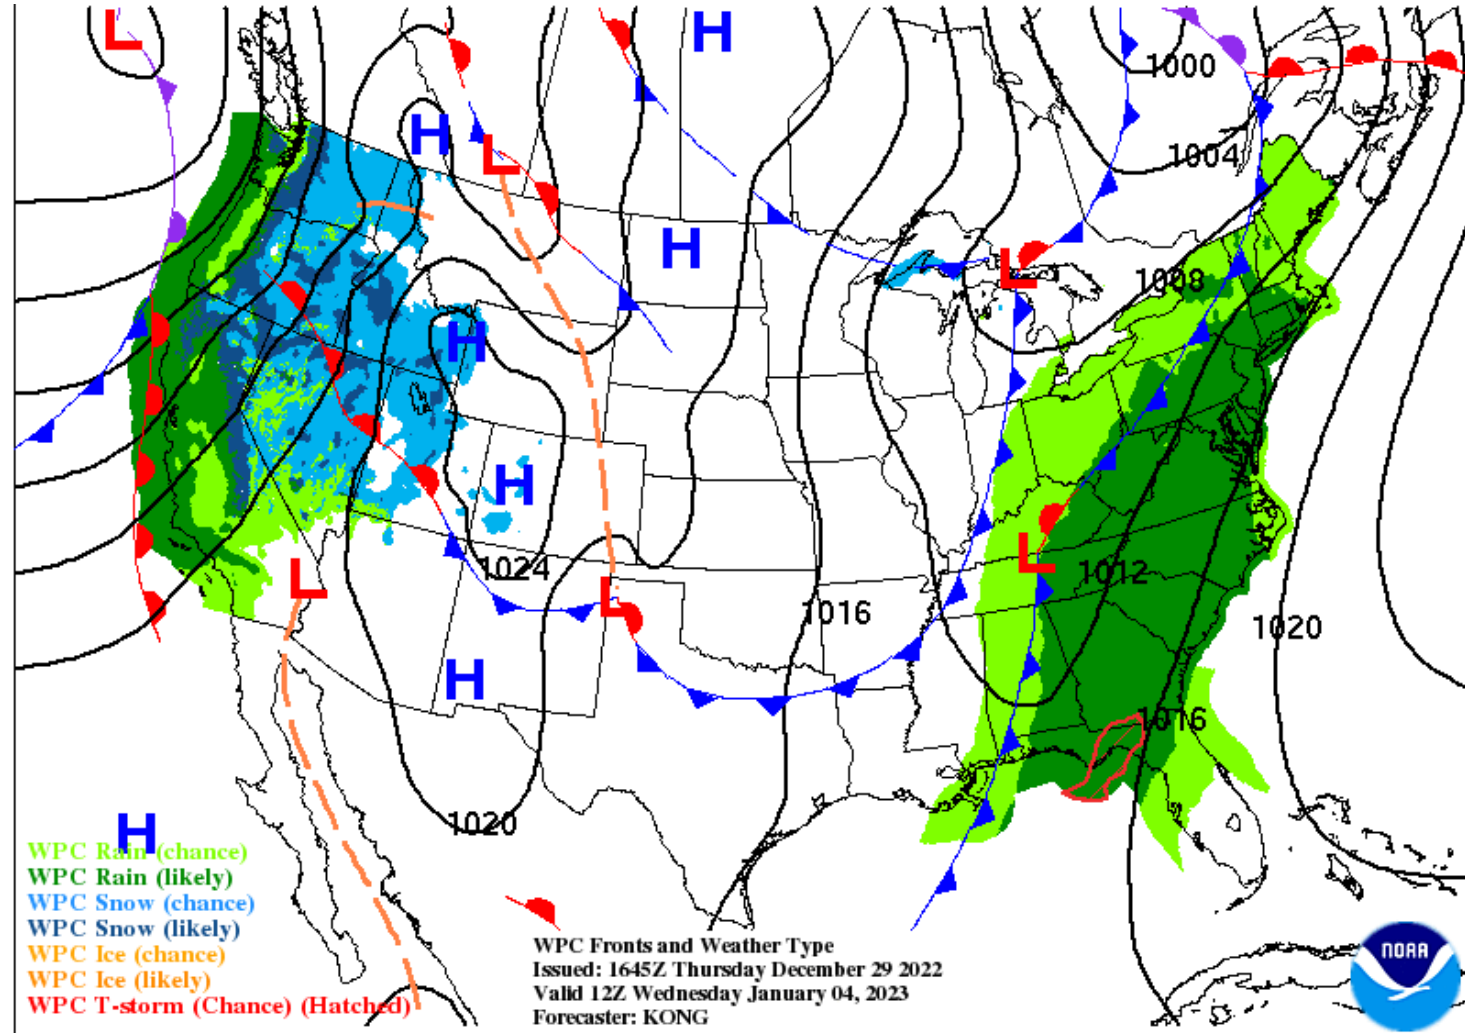 L
H
1000
H
L
1004
H
L
1008
H
H
1024
L
L
L
1012
1016
1020
H
1016
1020
H
WPC Rain (chance)
WPC Rain (likely)
WPC Snow (chance)
WPC Snow (likely)
WPC Ice (chance)
WPC Ice (likely)
WPC T-storm (Chance) (Hatched)
WPC Fronts and Weather Type
Issued: 1645Z Thursday December 29 2022
Valid 12Z Wednesday January 04, 2023
Forecaster: KONG
NOAA